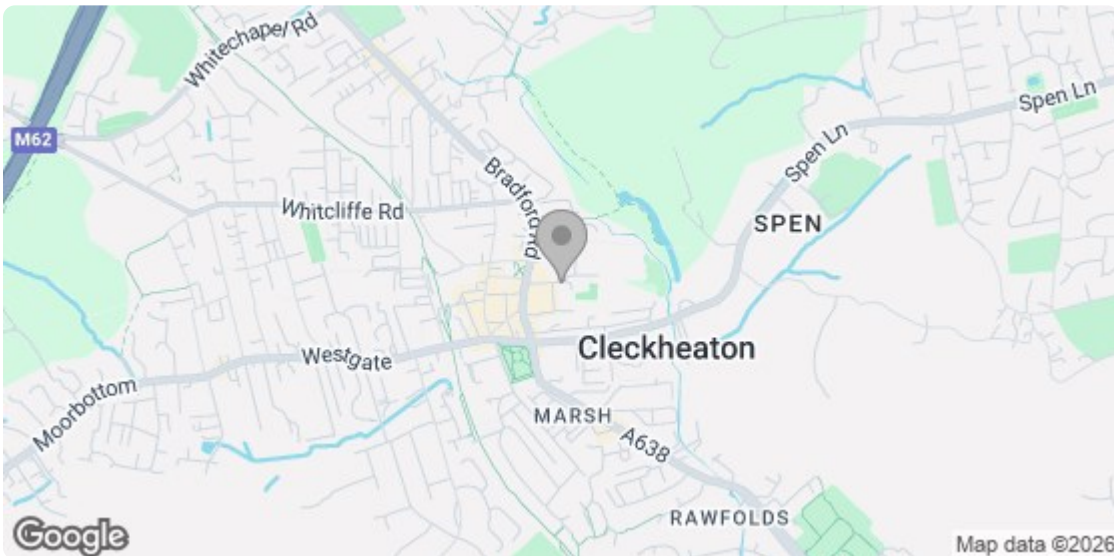 Whitechapel Rd
Spen Ln
M62
Spen Ln
Bradford Rd
Whitcliffe Rd
SPEN
Cleckheaton
Westgate
Moorbottom
MARSH
A638
RAWFOLDS
Google
Map data ©2026